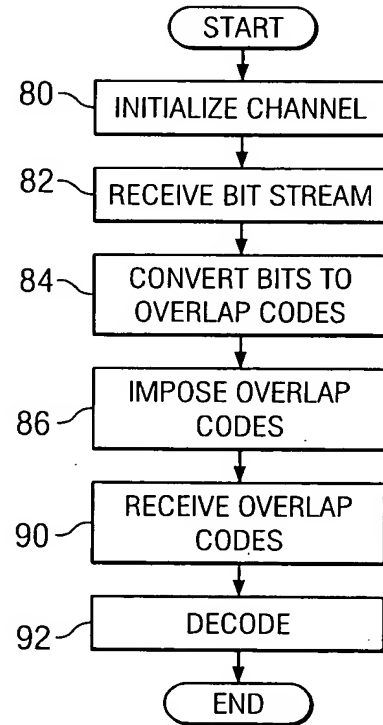 START
80
INITIALIZE CHANNEL
82
RECEIVE BIT STREAM
84
CONVERT BITS TO
OVERLAP CODES
86
IMPOSE OVERLAP
CODES
90
RECEIVE OVERLAP
CODES
92
DECODE
END